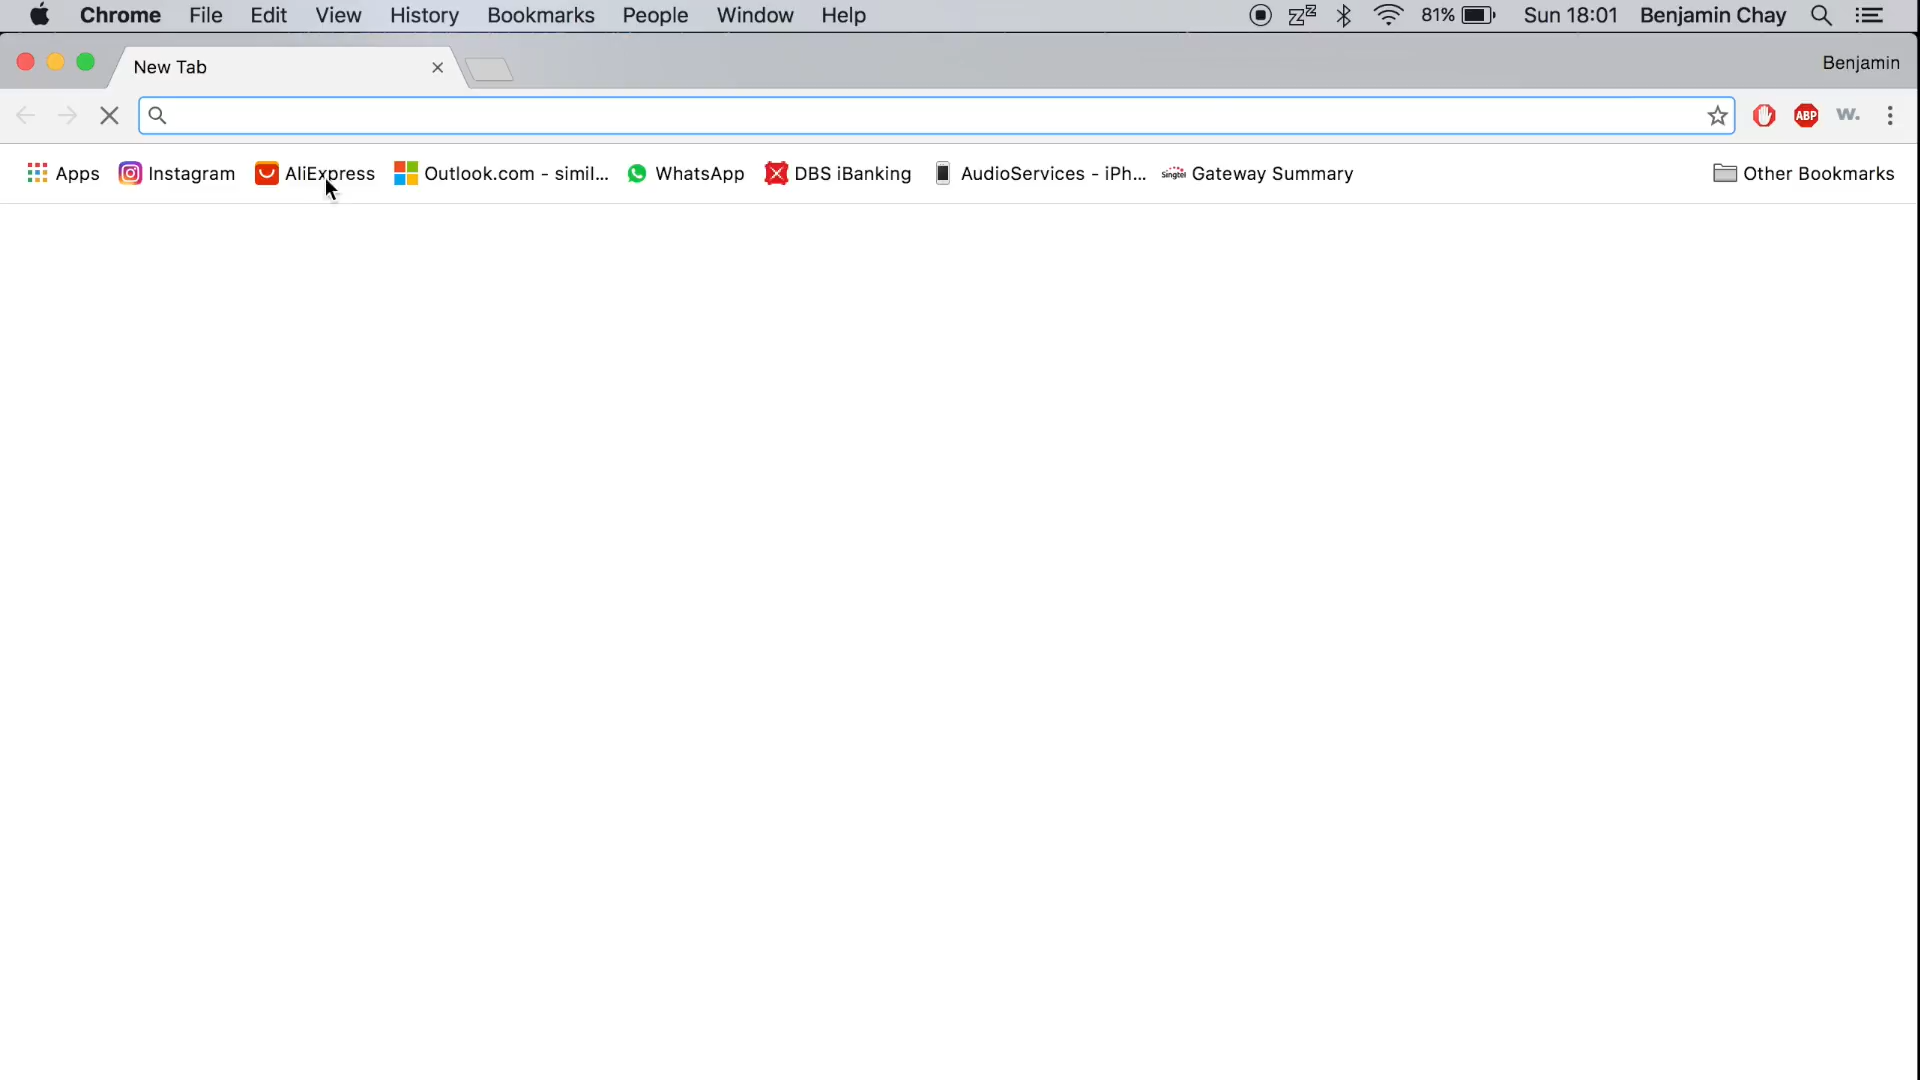 Chrome File Edit View History Bookmarks People Window Help 81% Sun 18:01 Benjamin Chay
New Tab Benjamin
ABP w.
Apps Instagram AliExpress Outlook.com - simil... WhatsApp DBS iBanking AudioServices - iPh... Singtel Gateway Summary Other Bookmarks